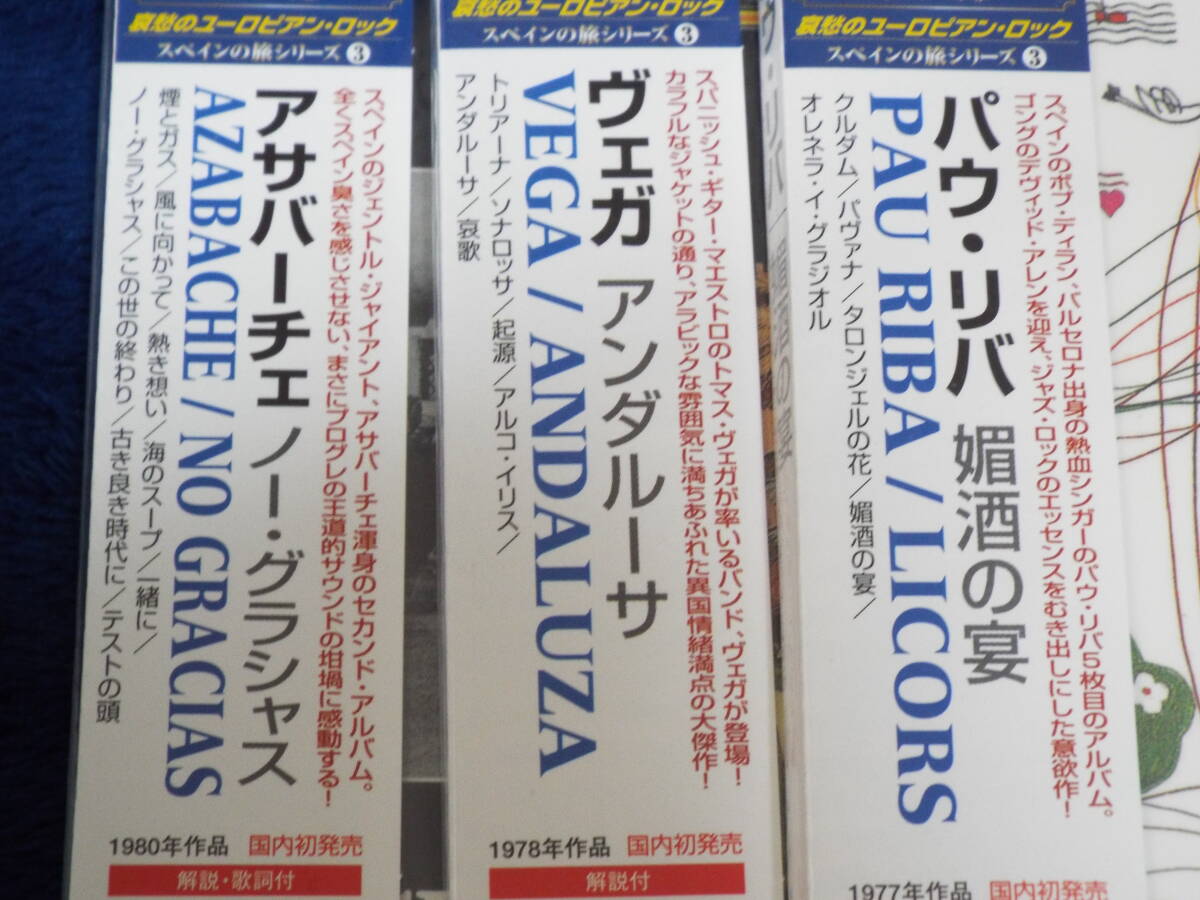 哀愁のユーロピアン・ロック
スペインの旅シリーズ❸
スペインのジェントル・ジャイアント、アサバーチェ渾身のセカンド・アルバム。
全くスペイン臭さを感じさせない、まさにプログレの王道的サウンドの坩堝に感動する!
アサバーチェ ノー・グラシャス
AZABACHE / NO GRACIAS
煙とガス/風に向かって/熱き想い/海のスープ/一緒に/
ノー・グラシャス/この世の終わり/古き良き時代に/テストの頭
1980年作品 国内初発売
解説・歌詞付
哀愁のユーロピアン・ロック
スペインの旅シリーズ❸
スパニッシュ・ギター・マエストロのトマス・ヴェガが率いるバンド、ヴェガが登場!
カラフルなジャケットの通り、アラビックな雰囲気に満ちあふれた異国情緒満点の大傑作!
ヴェガ アンダルーサ
VEGA / ANDALUZA
トリアーナ/ソナロッサ/起源/アルコ・イリス/
アンダルーサ/哀歌
1978年作品 国内初発売
解説付
哀愁のユーロピアン・ロック
スペインの旅シリーズ❸
スペインのボブ・ディラン、バルセロナ出身の熱血シンガーのパウ・リバ5枚目のアルバム。
ゴングのデヴィッド・アレンを迎え、ジャズ・ロックのエッセンスをむき出しにした意欲作!
パウ・リバ 媚酒の宴
PAU RIBA / LICORS
クルダム/パヴァナ/タロンジェルの花/媚酒の宴/
オレネラ・イ・グラジオル
1977年作品 国内初発売